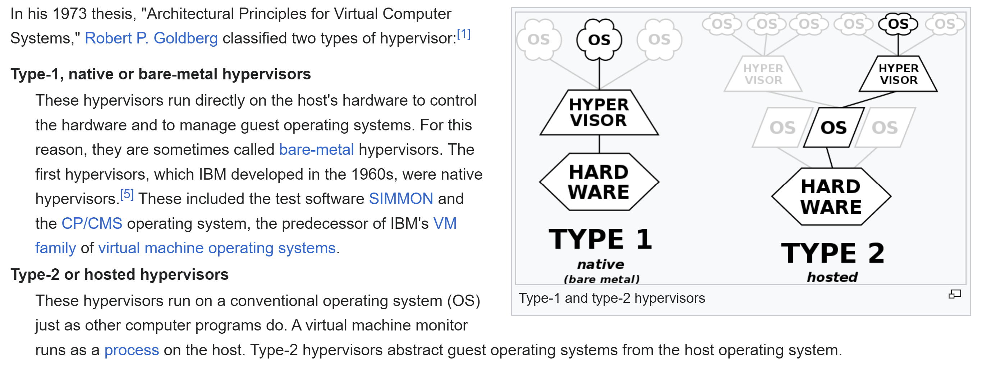 In his 1973 thesis, "Architectural Principles for Virtual Computer
Systems," Robert P. Goldberg classified two types of hypervisor:[1]
Type-1, native or bare-metal hypervisors
These hypervisors run directly on the host's hardware to control
the hardware and to manage guest operating systems. For this
reason, they are sometimes called bare-metal hypervisors. The
first hypervisors, which IBM developed in the 1960s, were native
hypervisors.[5] These included the test software SIMMON and
the CP/CMS operating system, the predecessor of IBM's VM
family of virtual machine operating systems.
Type-2 or hosted hypervisors
These hypervisors run on a conventional operating system (OS)
just as other computer programs do. A virtual machine monitor
runs as a process on the host. Type-2 hypervisors abstract guest operating systems from the host operating system.
OS OS OS
HYPER
VISOR
HARD
WARE
TYPE 1
native
(bare metal)
OS OS OS OS OS OS
HYPER
VISOR
HYPER
VISOR
OS OS OS
HARD
WARE
TYPE 2
hosted
Type-1 and type-2 hypervisors